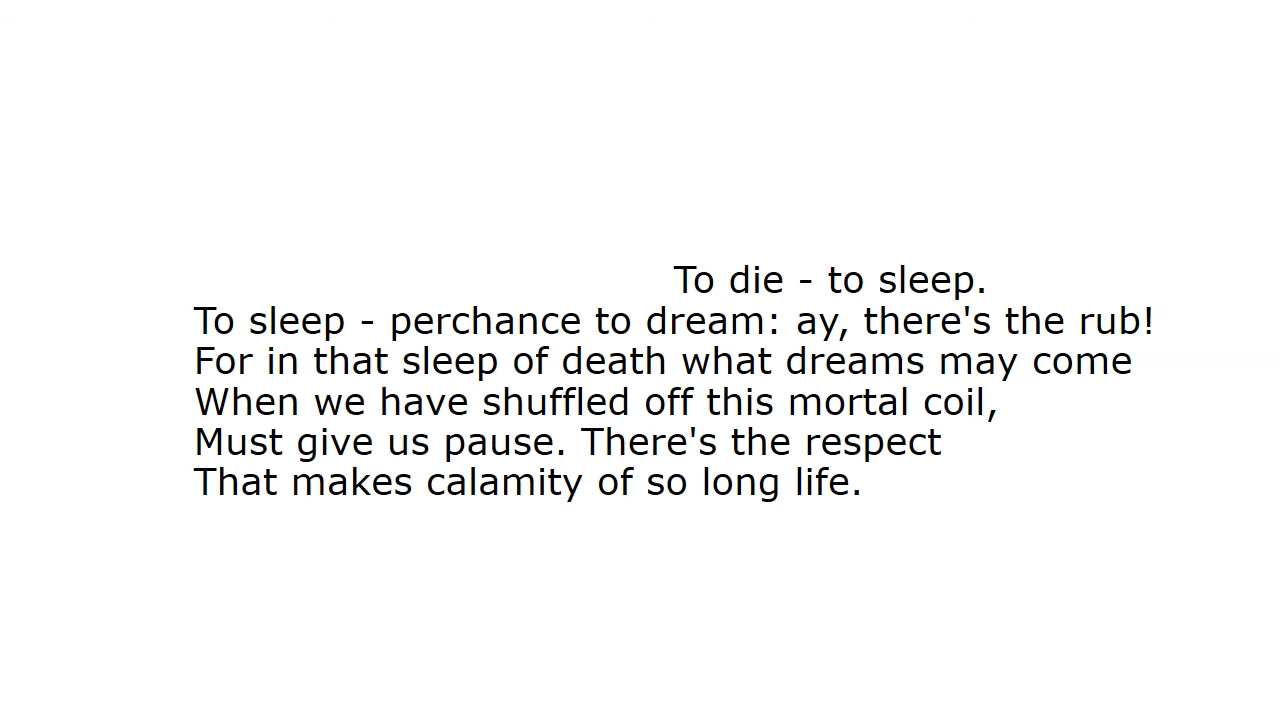 To die - to sleep.
To sleep - perchance to dream: ay, there's the rub!
For in that sleep of death what dreams may come
When we have shuffled off this mortal coil,
Must give us pause. There's the respect
That makes calamity of so long life.